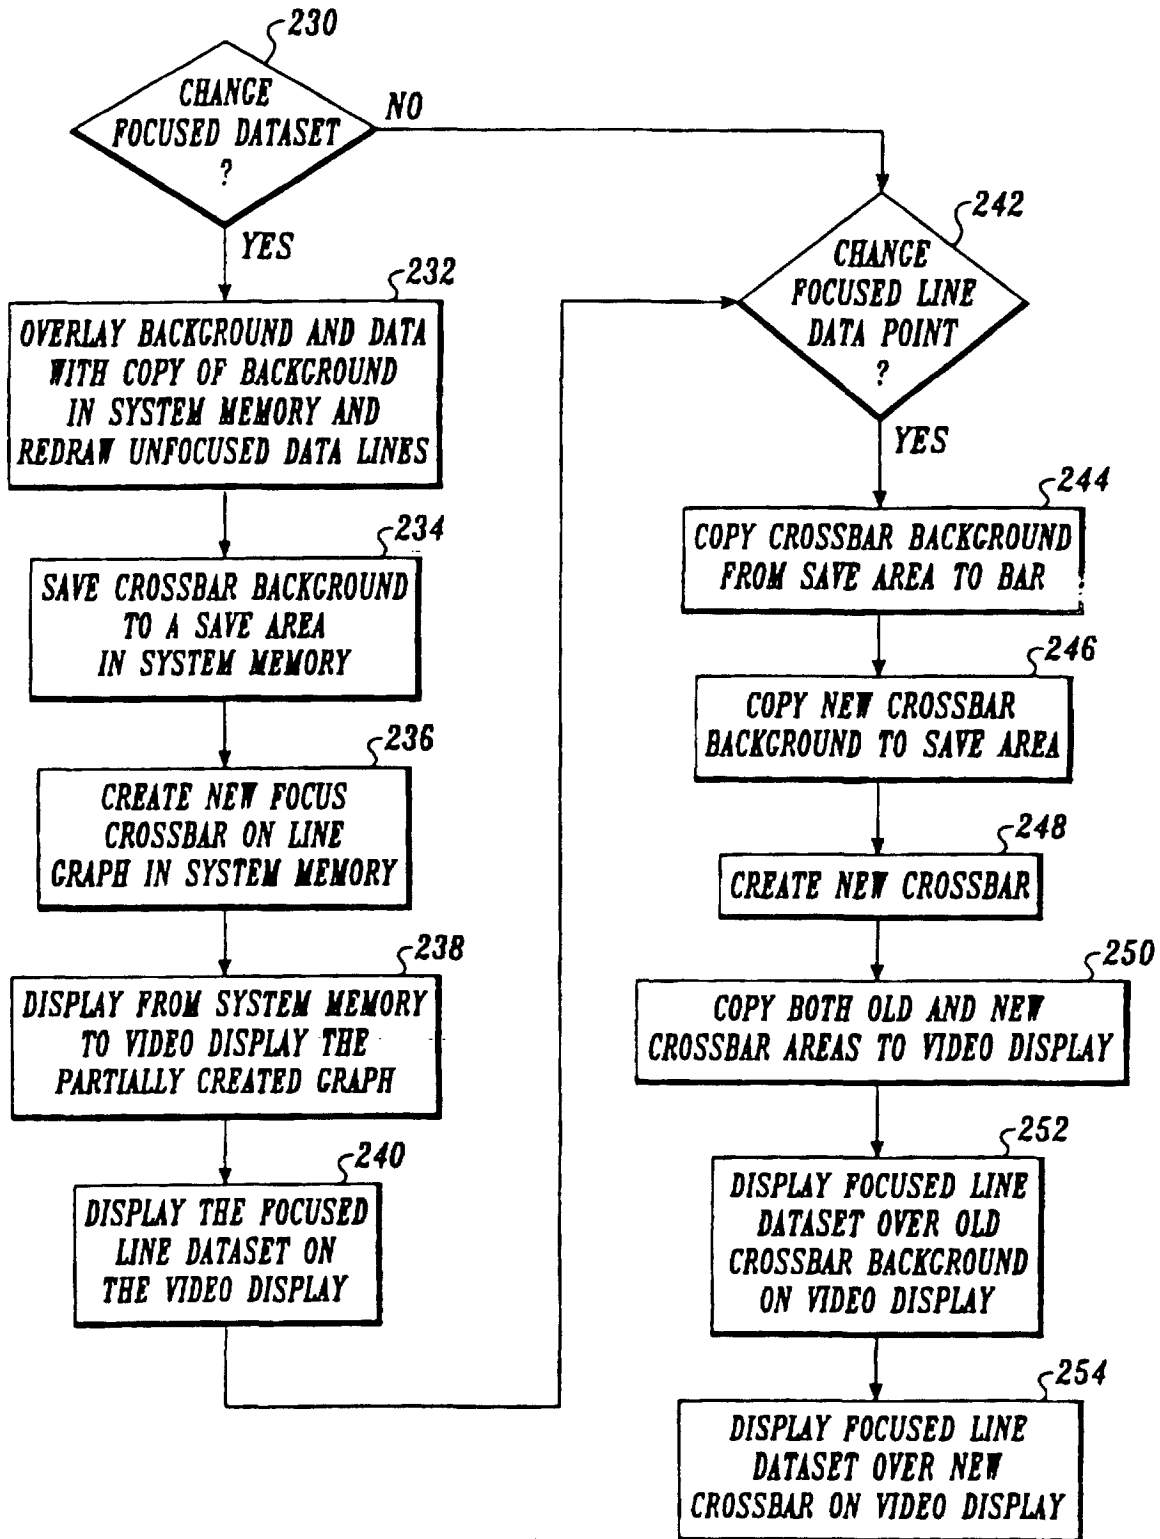 230
CHANGE
FOCUSED DATASET
?
NO
YES
232
OVERLAY BACKGROUND AND DATA
WITH COPY OF BACKGROUND
IN SYSTEM MEMORY AND
REDRAW UNFOCUSED DATA LINES
234
SAVE CROSSBAR BACKGROUND
TO A SAVE AREA
IN SYSTEM MEMORY
236
CREATE NEW FOCUS
CROSSBAR ON LINE
GRAPH IN SYSTEM MEMORY
238
DISPLAY FROM SYSTEM MEMORY
TO VIDEO DISPLAY THE
PARTIALLY CREATED GRAPH
240
DISPLAY THE FOCUSED
LINE DATASET ON
THE VIDEO DISPLAY
242
CHANGE
FOCUSED LINE
DATA POINT
?
YES
244
COPY CROSSBAR BACKGROUND
FROM SAVE AREA TO BAR
246
COPY NEW CROSSBAR
BACKGROUND TO SAVE AREA
248
CREATE NEW CROSSBAR
250
COPY BOTH OLD AND NEW
CROSSBAR AREAS TO VIDEO DISPLAY
252
DISPLAY FOCUSED LINE
DATASET OVER OLD
CROSSBAR BACKGROUND
ON VIDEO DISPLAY
254
DISPLAY FOCUSED LINE
DATASET OVER NEW
CROSSBAR ON VIDEO DISPLAY